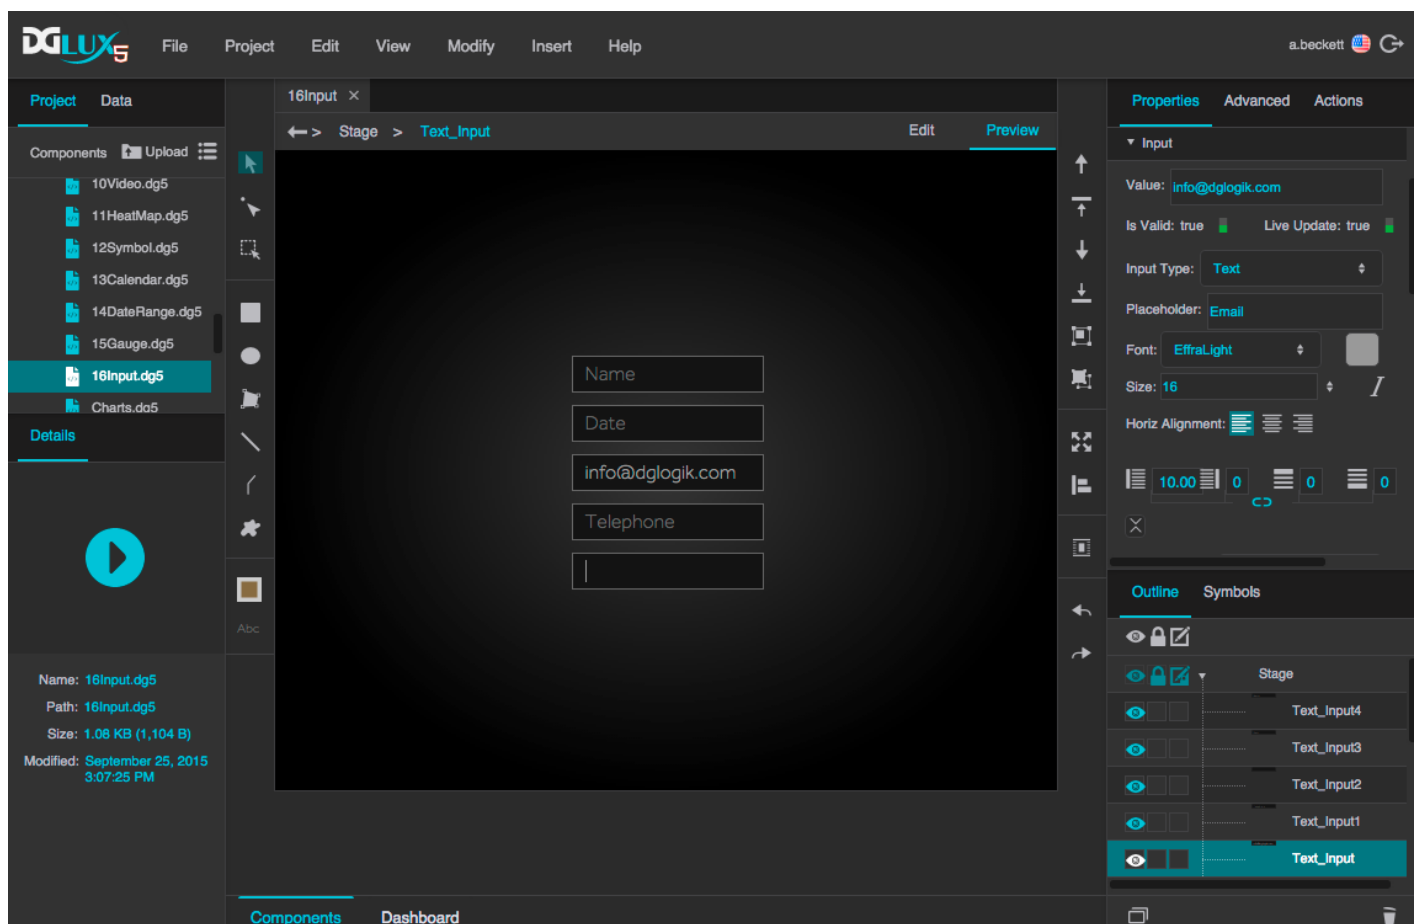 DGLUX5
File Project Edit View Modify Insert Help
a.beckett
Project Data
Components Upload
10Video.dg5
11HeatMap.dg5
12Symbol.dg5
13Calendar.dg5
14DateRange.dg5
15Gauge.dg5
16Input.dg5
Charts.dg5
Details
Name: 16Input.dg5
Path: 16Input.dg5
Size: 1.08 KB (1,104 B)
Modified: September 25, 2015
3:07:25 PM
Abc
16Input ×
> Stage > Text_Input
Edit Preview
Name
Date
info@dglogik.com
Telephone
Components Dashboard
Properties Advanced Actions
Input
Value: info@dglogik.com
Is Valid: true Live Update: true
Input Type: Text
Placeholder: Email
Font: EffraLight
Size: 16 I
Horiz Alignment:
10.00 0 0 0
Outline Symbols
Stage
Text_Input4
Text_Input3
Text_Input2
Text_Input1
Text_Input